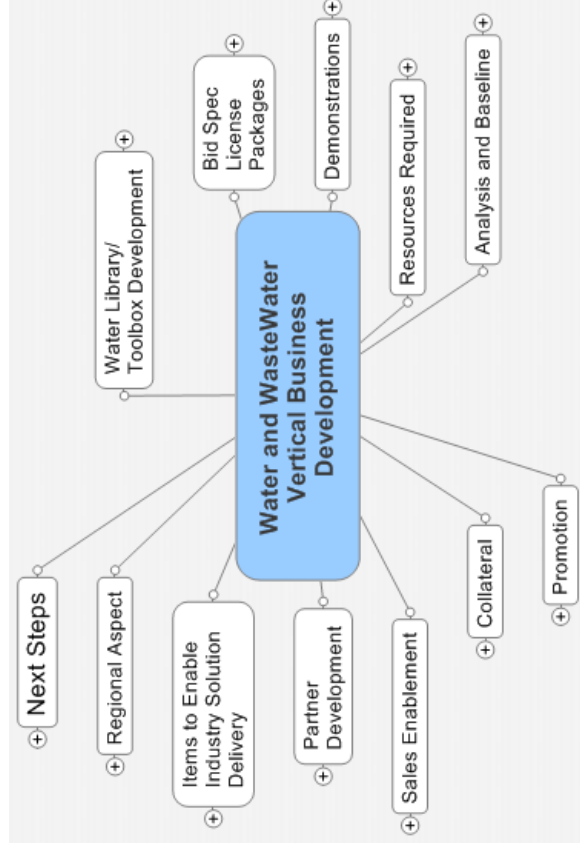 Water and WasteWater
Vertical Business
Development
Water Library/
Toolbox Development
Bid Spec
License
Packages
Demonstrations
Resources Required
Analysis and Baseline
Next Steps
Regional Aspect
Items to Enable
Industry Solution
Delivery
Partner
Development
Sales Enablement
Collateral
Promotion